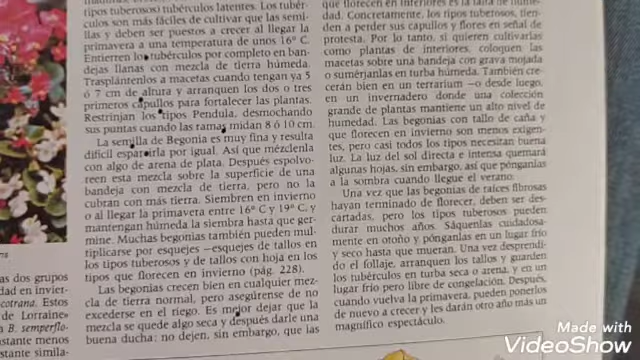 tipos tuberosos) tubérculos latentes. Los tubér-
culos son más fáciles de cultivar que las semi-
llas y deben ser puestos a crecer al llegar la
primavera a una temperatura de unos 16° C.
Entierren los tubérculos por completo en ban-
dejas llanas con mezcla de tierra húmeda.
Trasplántenlos a macetas cuando tengan ya 5
ó 7 cm de altura y arranquen los dos o tres
primeros capullos para fortalecer las plantas.
Restrinjan los tipos Pendula, desmochando
sus puntas cuando las ramas midan 8 ó 10 cm.
La semilla de Begonia es muy fina y resulta
difícil esparcirla por igual. Así que mézclenla
con algo de arena de plata. Después espolvo-
reen esta mezcla sobre la superficie de una
bandeja con mezcla de tierra, pero no la
cubran con más tierra. Siembren en invierno
o al llegar la primavera entre 16° C y 19° C, y
mantengan húmeda la siembra hasta que ger-
mine. Muchas begonias también pueden mul-
tiplicarse por esquejes —esquejes de tallos en
los tipos tuberosos y de tallos con hoja en los
tipos que florecen en invierno (pág. 228).
Las begonias crecen bien en cualquier mez-
cla de tierra normal, pero asegúrense de no
excederse en el riego. Es mejor dejar que la
mezcla se quede algo seca y después darle una
buena ducha: no dejen, sin embargo, que las
que florecen en interiores es la falta de hume-
dad. Concretamente, los tipos tuberosos, tien-
den a perder sus capullos y flores en señal de
protesta. Por lo tanto, si quieren cultivarlas
como plantas de interiores, coloquen las
macetas sobre una bandeja con grava mojada
o sumérjanlas en turba húmeda. También cre-
cerán bien en un terrarium —o desde luego,
en un invernadero donde una colección
grande de plantas mantiene un alto nivel de
humedad. Las begonias con tallo de caña y
que florecen en invierno son menos exigen-
tes, pero casi todos los tipos necesitan buena
luz. La luz del sol directa e intensa quemará
algunas hojas, sin embargo, así que pónganlas
a la sombra cuando llegue el verano.
Una vez que las begonias de raíces fibrosas
hayan terminado de florecer, deben ser des-
cartadas, pero los tipos tuberosos pueden
durar muchos años. Sáquenlas cuidadosa-
mente en otoño y pónganlas en un lugar frío
y seco hasta que mueran. Una vez desprendi-
do el follaje, arranquen los tallos y guarden
los tubérculos en turba seca o arena, y en un
lugar frío pero libre de congelación. Después,
cuando vuelva la primavera, pueden ponerlos
de nuevo a crecer y les darán otro año más un
magnífico espectáculo.
as dos grupos
dad en invier-
cotrana. Estos
de Lorraine»
B. semperflo-
stante menos
stante simila-
Made with
VideoShow